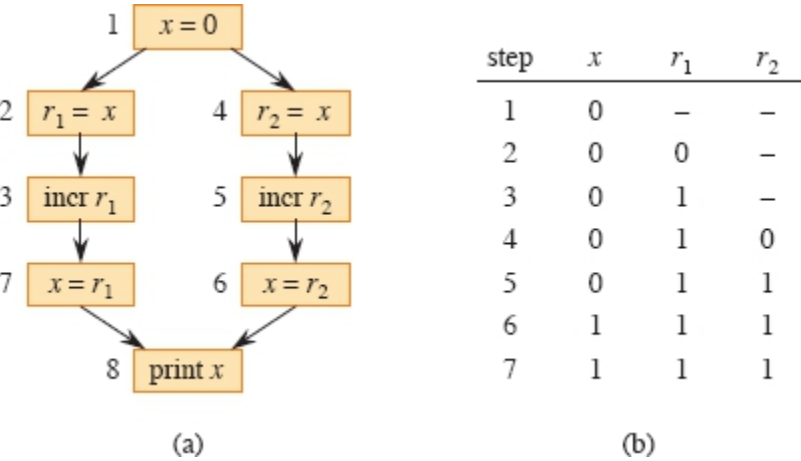 1 x = 0
2 r₁ = x 4 r₂ = x
3 incr r₁ 5 incr r₂
7 x = r₁ 6 x = r₂
8 print x
(a)
step x r₁ r₂
1 0 – –
2 0 0 –
3 0 1 –
4 0 1 0
5 0 1 1
6 1 1 1
7 1 1 1
(b)